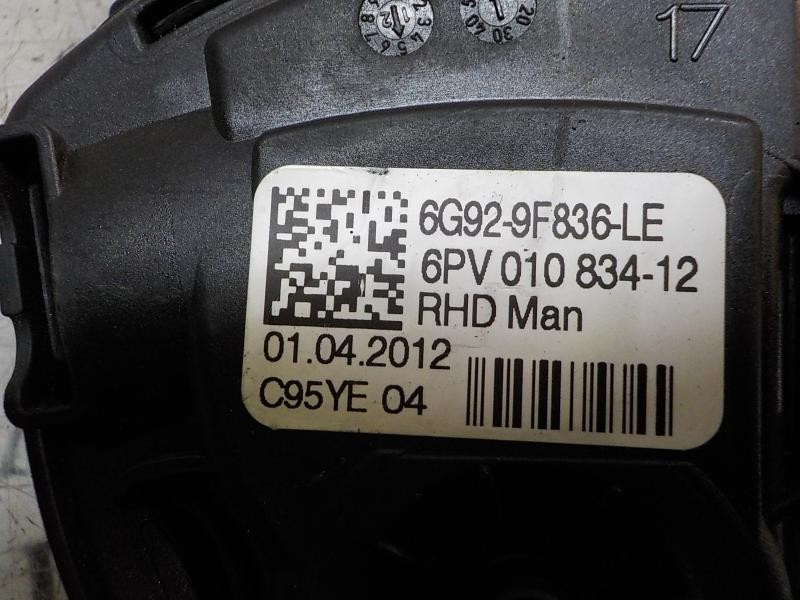 17
6G92-9F836-LE
6PV 010 834-12
RHD Man
01.04.2012
C95YE 04